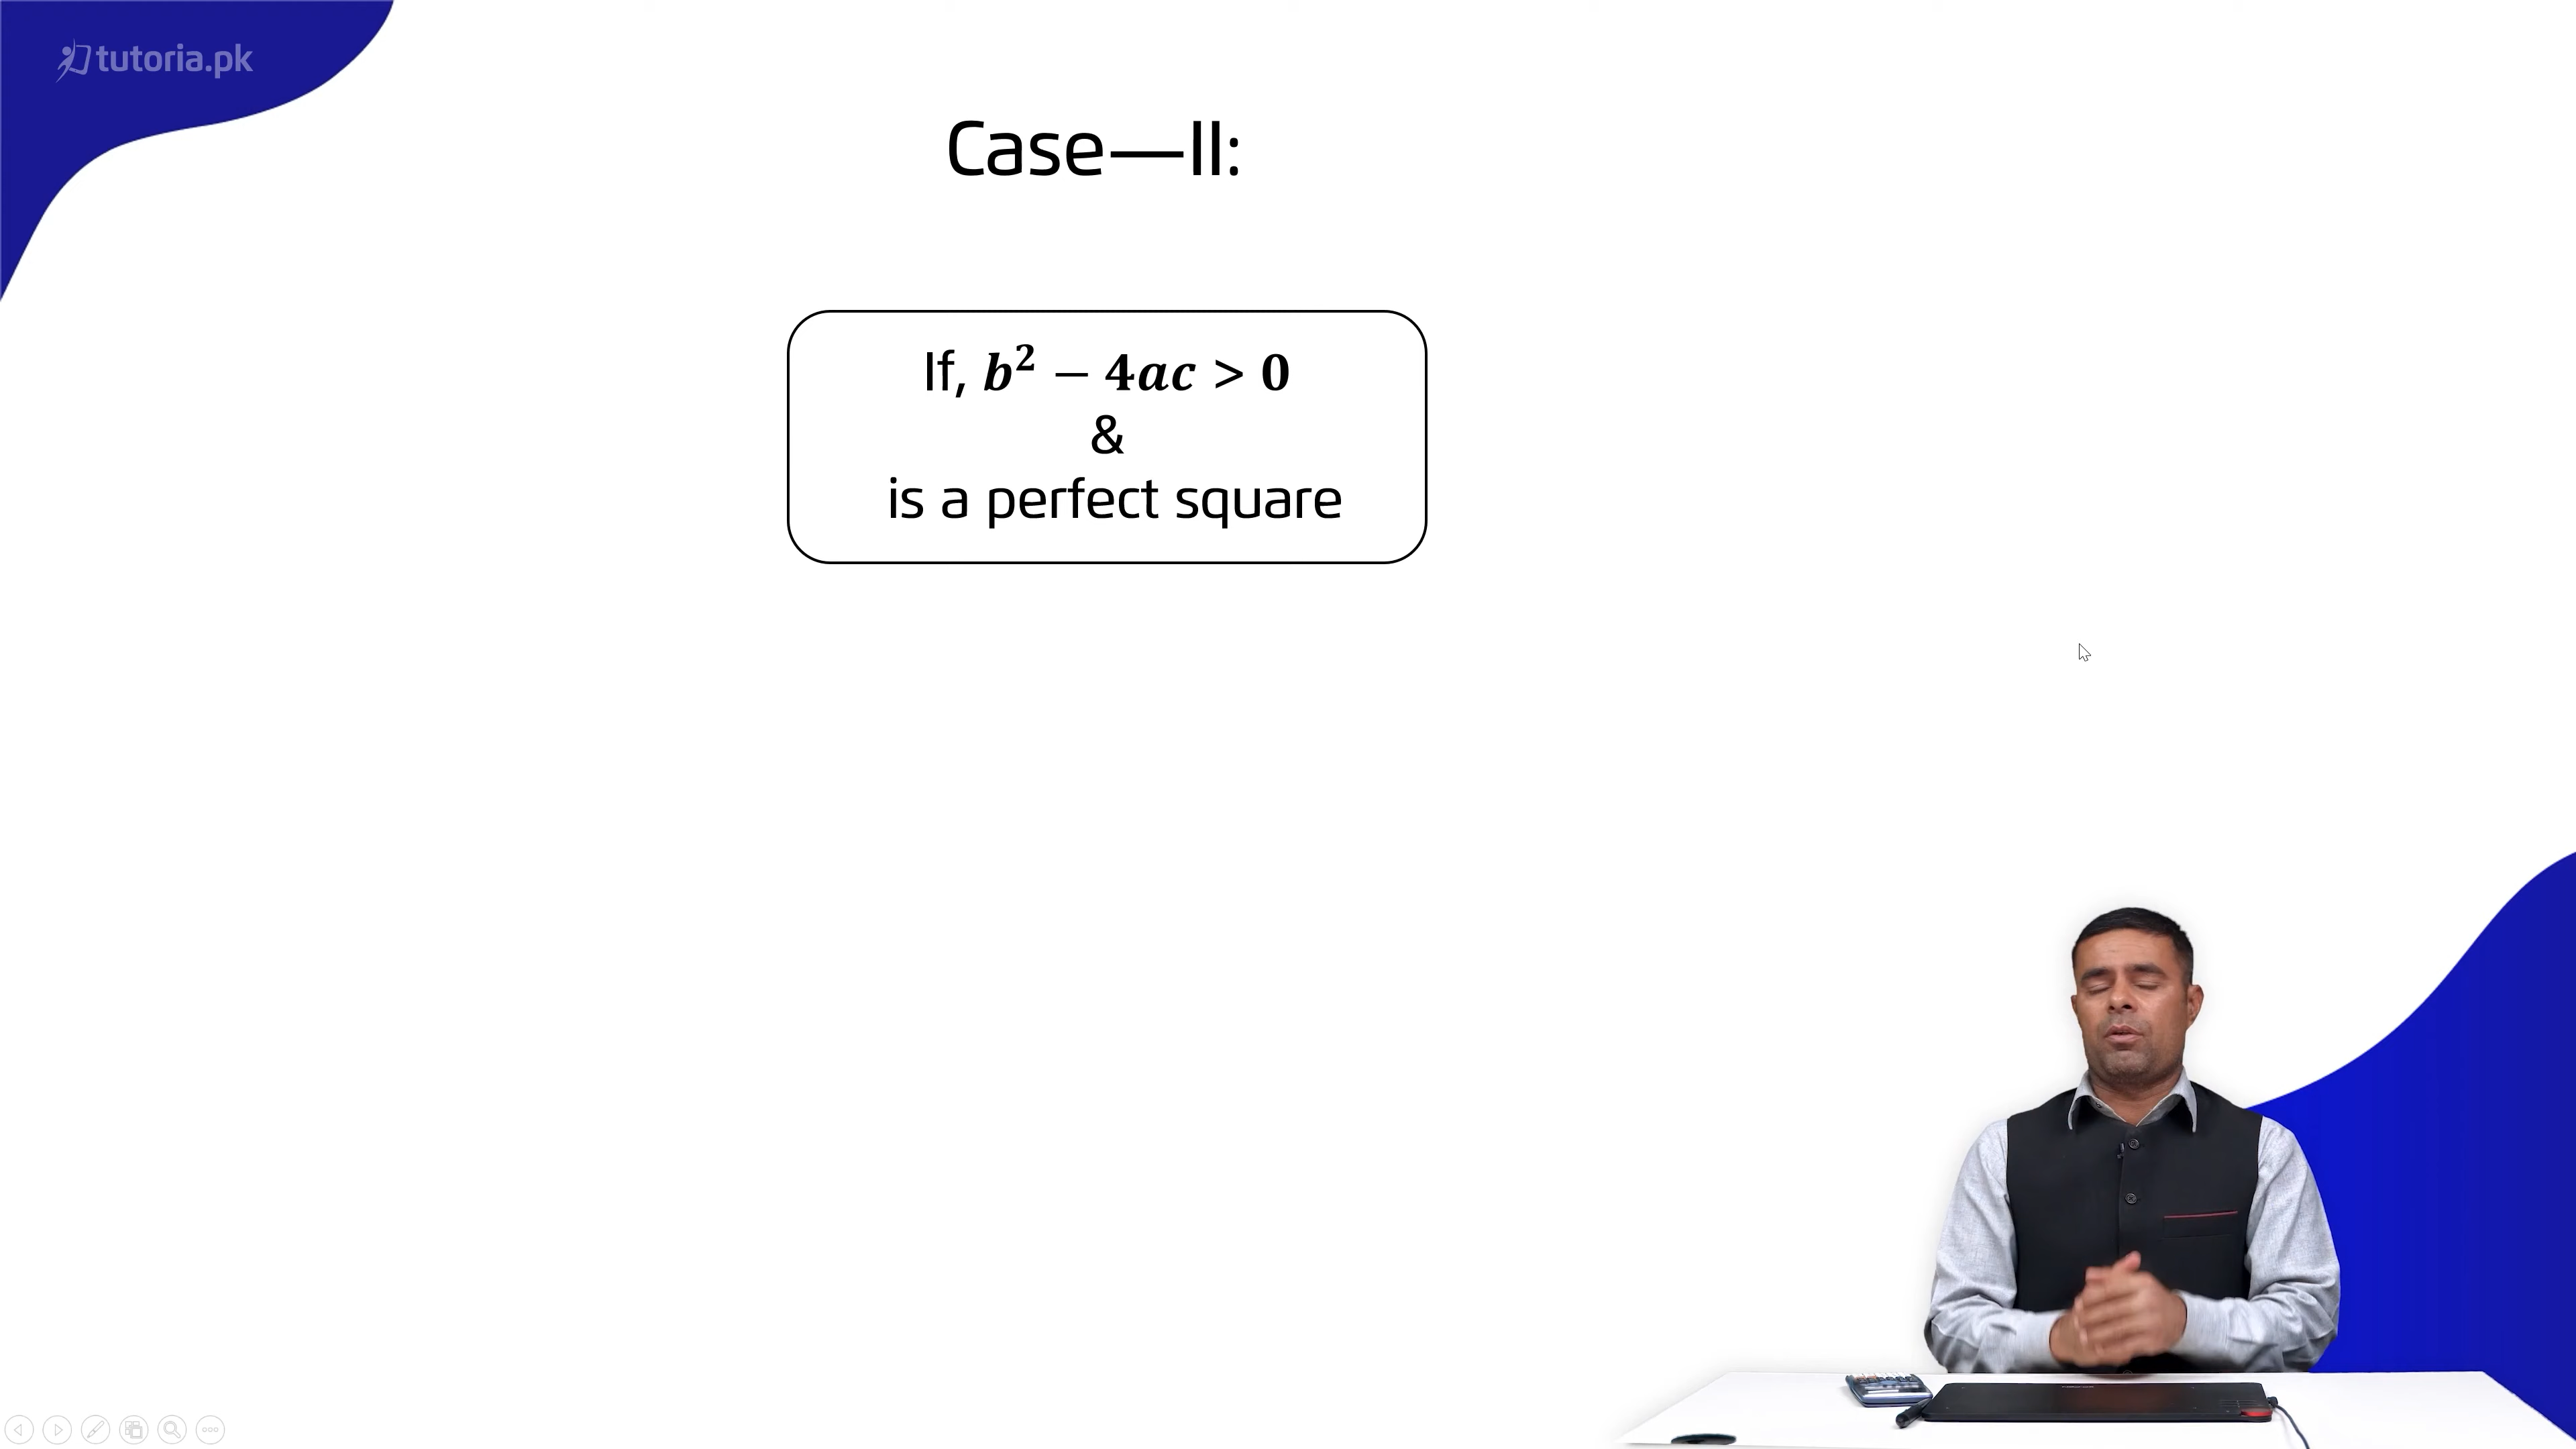 tutoria.pk
Case—II:
If, b² − 4ac > 0
&
is a perfect square